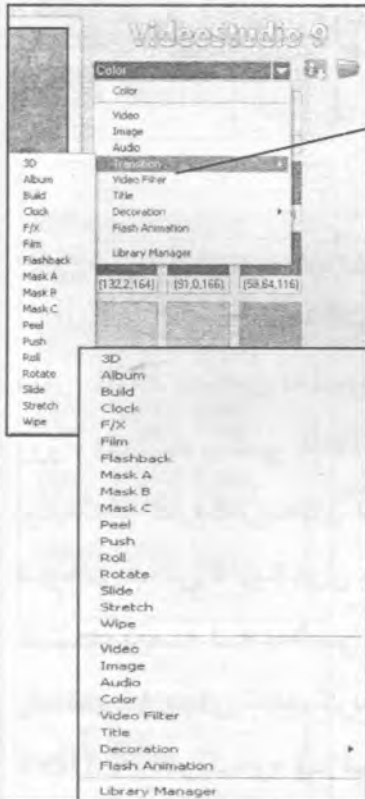 VideoStudio 9
Color
Color
Video
Image
Audio
Transition
Video Filter
Title
Decoration
Flash Animation
Library Manager
3D
Album
Build
Clock
F/X
Film
Flashback
Mask A
Mask B
Mask C
Peel
Push
Roll
Rotate
Slide
Stretch
Wipe
(132,2,164) (91,0,166) (58,64,116)
3D
Album
Build
Clock
F/X
Film
Flashback
Mask A
Mask B
Mask C
Peel
Push
Roll
Rotate
Slide
Stretch
Wipe
Video
Image
Audio
Color
Video Filter
Title
Decoration
Flash Animation
Library Manager